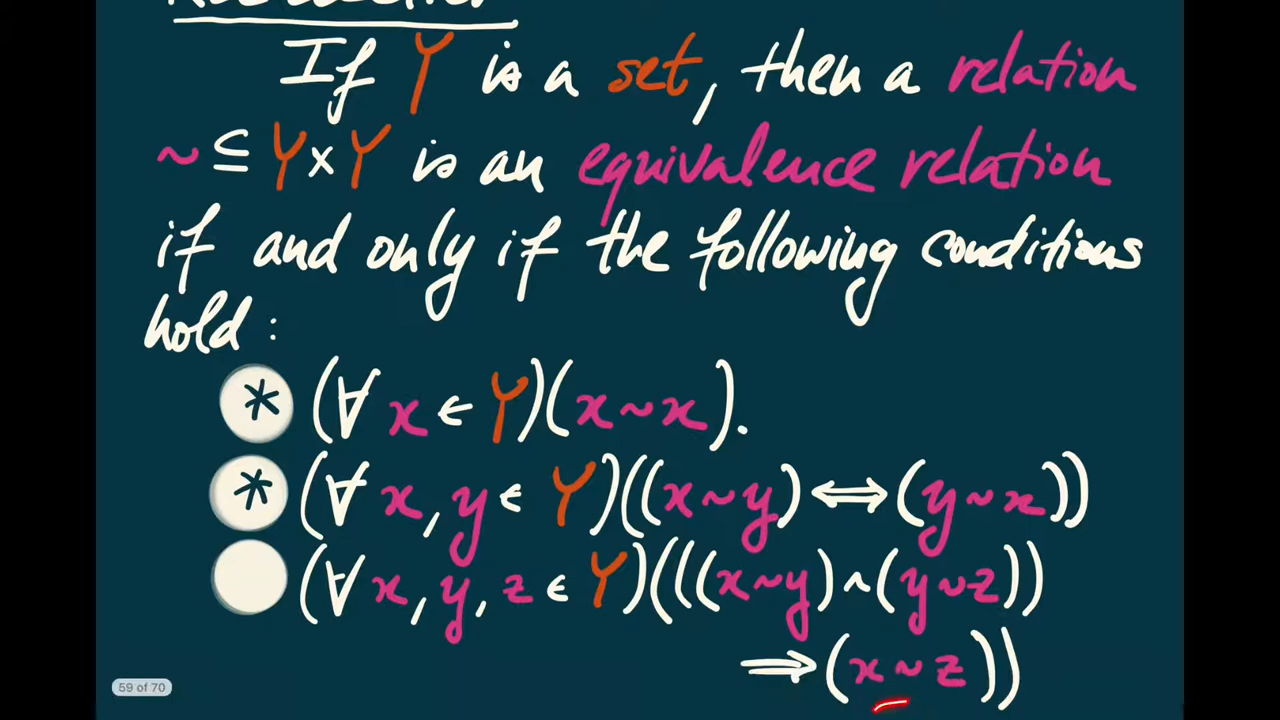 If Y is a set, then a relation
~ ⊆ Y×Y is an equivalence relation
if and only if the following conditions
hold :
* (∀ x ∈ Y)(x ~ x).
* (∀ x, y ∈ Y)((x ~ y) ⟺ (y ~ x))
(∀ x, y, z ∈ Y)(((x ~ y) ∧ (y ~ z))
⟹ (x ~ z))
59 of 70